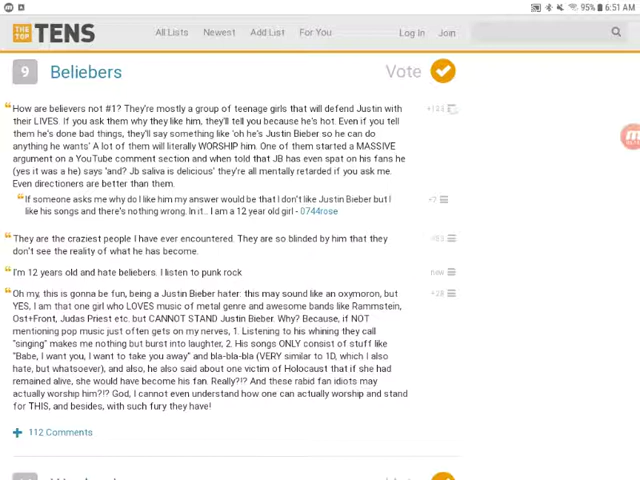 95% 6:51 AM
THE TOP TENS All Lists Newest Add List For You Log In Join
9 Beliebers Vote
How are believers not #1? They're mostly a group of teenage girls that will defend Justin with
their LIVES. If you ask them why they like him, they'll tell you because he's hot. Even if you tell
them he's done bad things, they'll say something like 'oh he's Justin Bieber so he can do
anything he wants' A lot of them will literally WORSHIP him. One of them started a MASSIVE
argument on a YouTube comment section and when told that JB has even spat on his fans he
(yes it was a he) says 'and? Jb saliva is delicious' they're all mentally retarded if you ask me.
Even directioners are better than them.
If someone asks me why do I like him my answer would be that I don't like Justin Bieber but I
like his songs and there's nothing wrong. In it.. I am a 12 year old girl - 0744rose
They are the craziest people I have ever encountered. They are so blinded by him that they
don't see the reality of what he has become.
I'm 12 years old and hate beliebers. I listen to punk rock
new
Oh my, this is gonna be fun, being a Justin Bieber hater: this may sound like an oxymoron, but
+28
YES, I am that one girl who LOVES music of metal genre and awesome bands like Rammstein,
Ost+Front, Judas Priest etc. but CANNOT STAND Justin Bieber. Why? Because, if NOT
mentioning pop music just often gets on my nerves, 1. Listening to his whining they call
"singing" makes me nothing but burst into laughter, 2. His songs ONLY consist of stuff like
"Babe, I want you, I want to take you away" and bla-bla-bla (VERY similar to 1D, which I also
hate, but whatsoever), and also, he also said about one victim of Holocaust that if she had
remained alive, she would have become his fan. Really?!? And these rabid fan idiots may
actually worship him?!? God, I cannot even understand how one can actually worship and stand
for THIS, and besides, with such fury they have!
+ 112 Comments